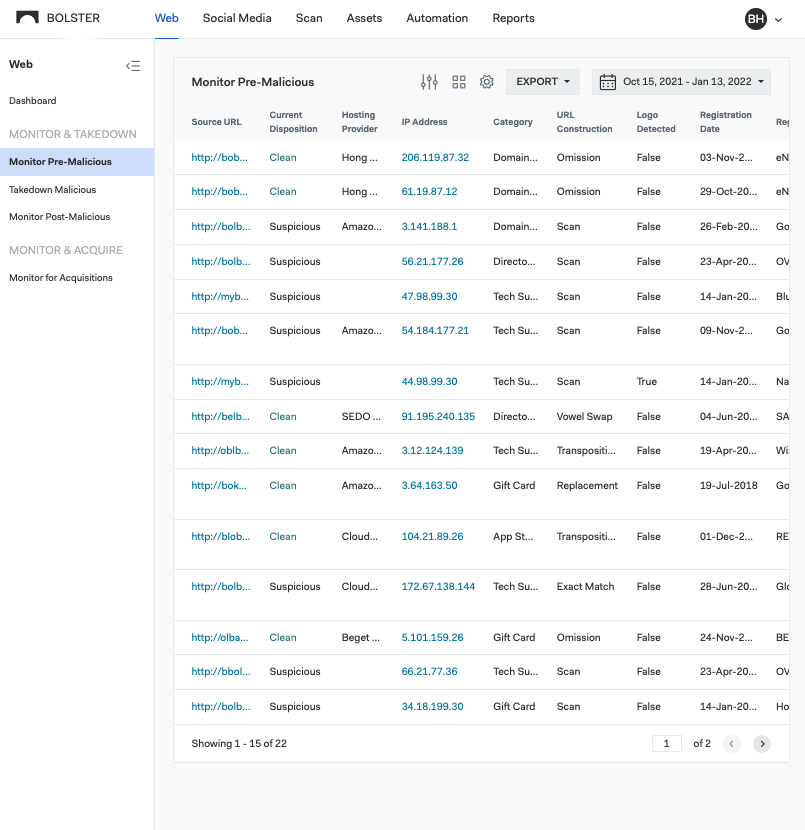 BOLSTER Web Social Media Scan Assets Automation Reports BH
Web
Dashboard
MONITOR & TAKEDOWN
Monitor Pre-Malicious
Takedown Malicious
Monitor Post-Malicious
MONITOR & ACQUIRE
Monitor for Acquisitions
Monitor Pre-Malicious EXPORT Oct 15, 2021 - Jan 13, 2022
Source URL Current Disposition Hosting Provider IP Address Category URL Construction Logo Detected Registration Date Reg
http://bob... Clean Hong ... 206.119.87.32 Domain... Omission False 03-Nov-2... eN
http://bob... Clean Hong ... 61.19.87.12 Domain... Omission False 29-Oct-20... eN
http://bolb... Suspicious Amazo... 3.141.188.1 Domain... Scan False 26-Feb-20... Go
http://bolb... Suspicious 56.21.177.26 Directo... Scan False 23-Apr-20... OV
http://myb... Suspicious 47.98.99.30 Tech Su... Scan False 14-Jan-20... Blu
http://bob... Suspicious Amazo... 54.184.177.21 Tech Su... Scan False 09-Nov-2... Go
http://myb... Suspicious 44.98.99.30 Tech Su... Scan True 14-Jan-20... Na
http://belb... Clean SEDO ... 91.195.240.135 Directo... Vowel Swap False 04-Jun-20... SA
http://oblb... Clean Amazo... 3.12.124.139 Tech Su... Transpositi... False 19-Apr-20... Wi
http://bok... Clean Amazo... 3.64.163.50 Gift Card Replacement False 19-Jul-2018 Go
http://blob... Clean Cloud... 104.21.89.26 App St... Transpositi... False 01-Dec-2... RE
http://bolb... Suspicious Cloud... 172.67.138.144 Tech Su... Exact Match False 28-Jun-20... Glo
http://olba... Clean Beget ... 5.101.159.26 Gift Card Omission False 24-Nov-2... BE
http://bbol... Suspicious 66.21.77.36 Tech Su... Scan False 23-Apr-20... OV
http://bolb... Suspicious 34.18.199.30 Gift Card Scan False 14-Jan-20... Ho
Showing 1 - 15 of 22 1 of 2